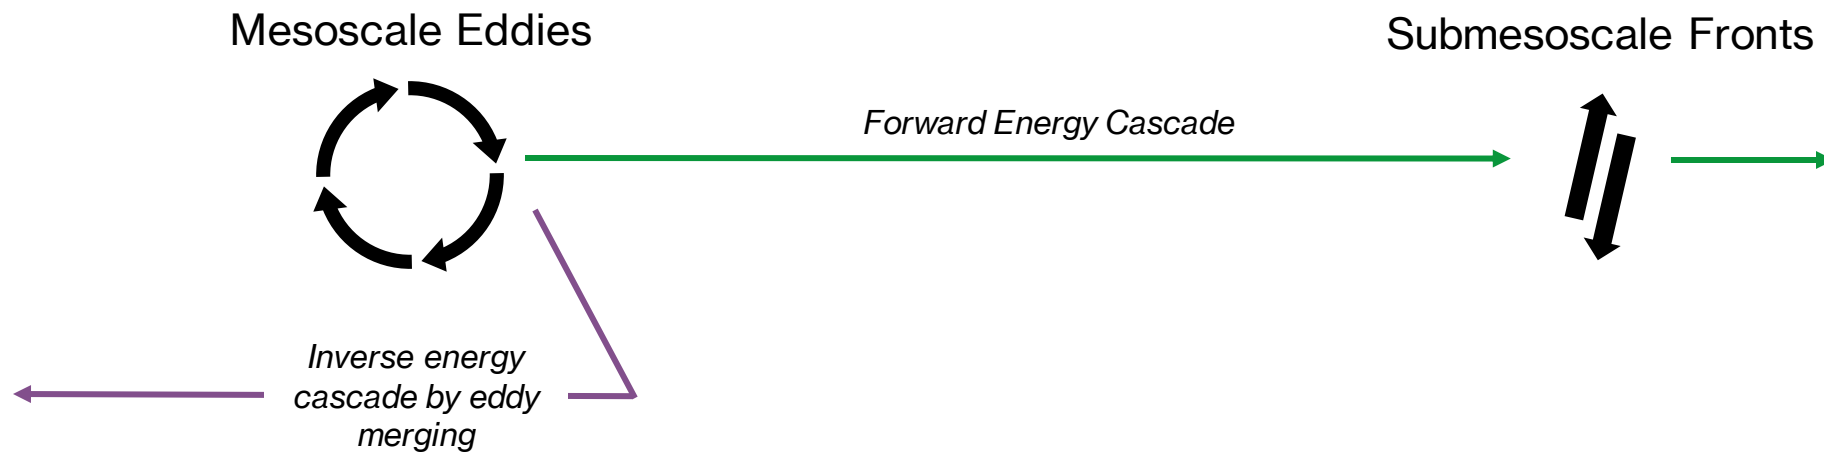 Mesoscale Eddies
Submesoscale Fronts
Forward Energy Cascade
Inverse energy
cascade by eddy
merging